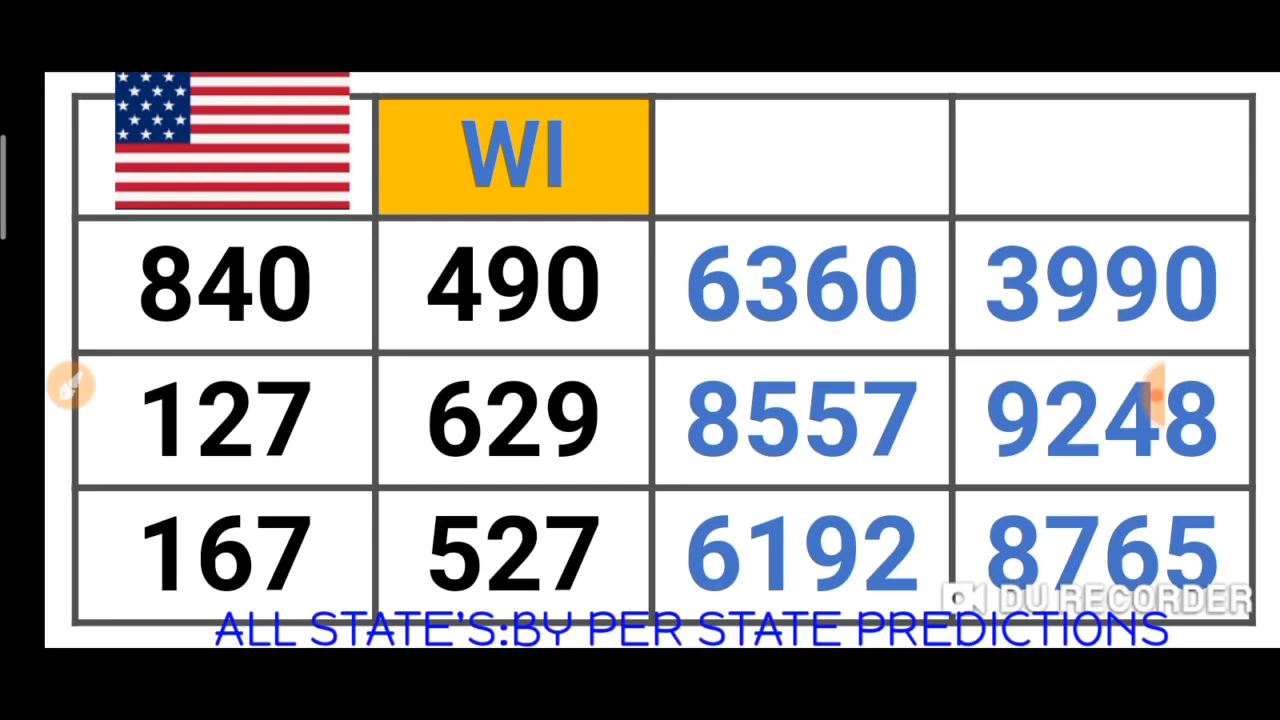 WI
840 490 6360 3990
127 629 8557 9248
167 527 6192 8765
DU RECORDER
ALL STATE'S:BY PER STATE PREDICTIONS